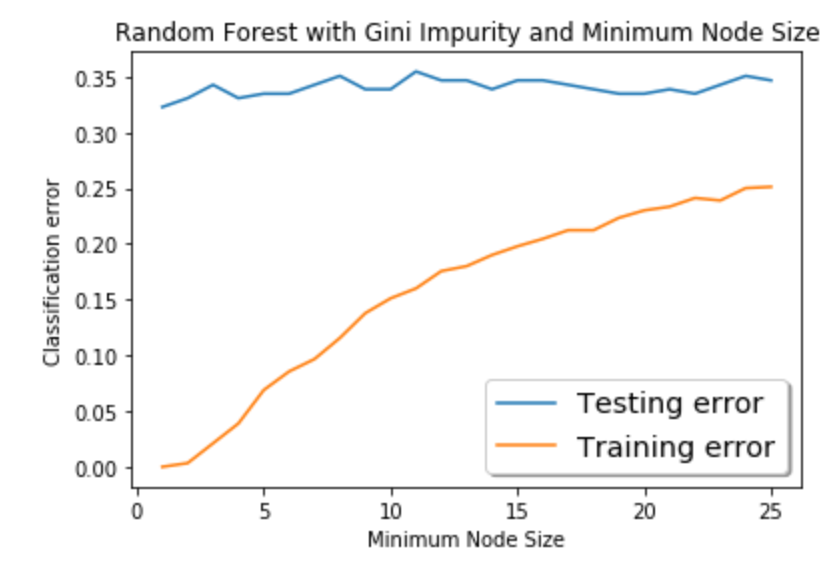 Random Forest with Gini Impurity and Minimum Node Size
Classification error
0.35
0.30
0.25
0.20
0.15
0.10
0.05
0.00
Testing error
Training error
0 5 10 15 20 25
Minimum Node Size